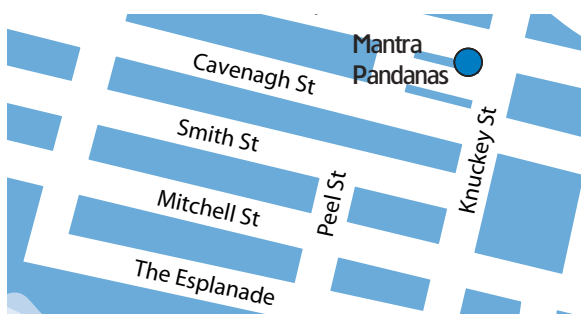 Mantra
Pandanas
Cavenagh St
Smith St
Knuckey St
Peel St
Mitchell St
The Esplanade